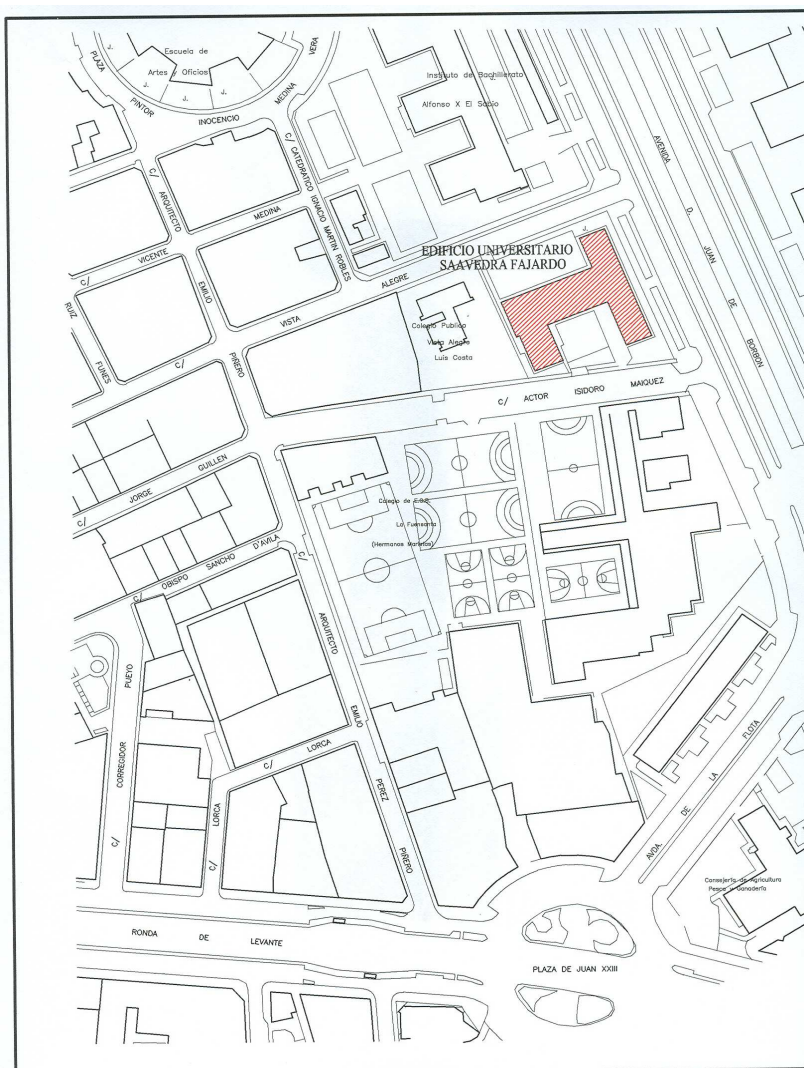 Escuela de
Artes y Oficios
J.
J.
J.
J.
PLAZA
PINTOR
INOCENCIO
MEDINA
VERA
Instituto de Bachillerato
J.
Alfonso X El Sabio
AVENIDA
D.
JUAN
DE
BORBON
C/ CATEDRATICO IGNACIO MARTIN ROBLES
C/
ARQUITECTO
EMILIO
PIÑERO
C/
VICENTE
MEDINA
RUIZ
FUNES
C/
VISTA
ALEGRE
J.
EDIFICIO UNIVERSITARIO
SAAVEDRA FAJARDO
Colegio Publico
Vista Alegre
Luis Costa
C/ ACTOR ISIDORO MAIQUEZ
C/
JORGE
GUILLEN
Colegio de E.G.B.
La Fuensanta
(Hermanos Maristas)
C/
OBISPO
SANCHO
D'AVILA
C/
ARQUITECTO
EMILIO
PEREZ
PIÑERO
C/
CORREGIDOR
PUEYO
C/
LORCA
C/
LORCA
AVDA.
DE
LA
FLOTA
Consejería de Agricultura
Pesca y Ganadería
RONDA DE LEVANTE
PLAZA DE JUAN XXIII